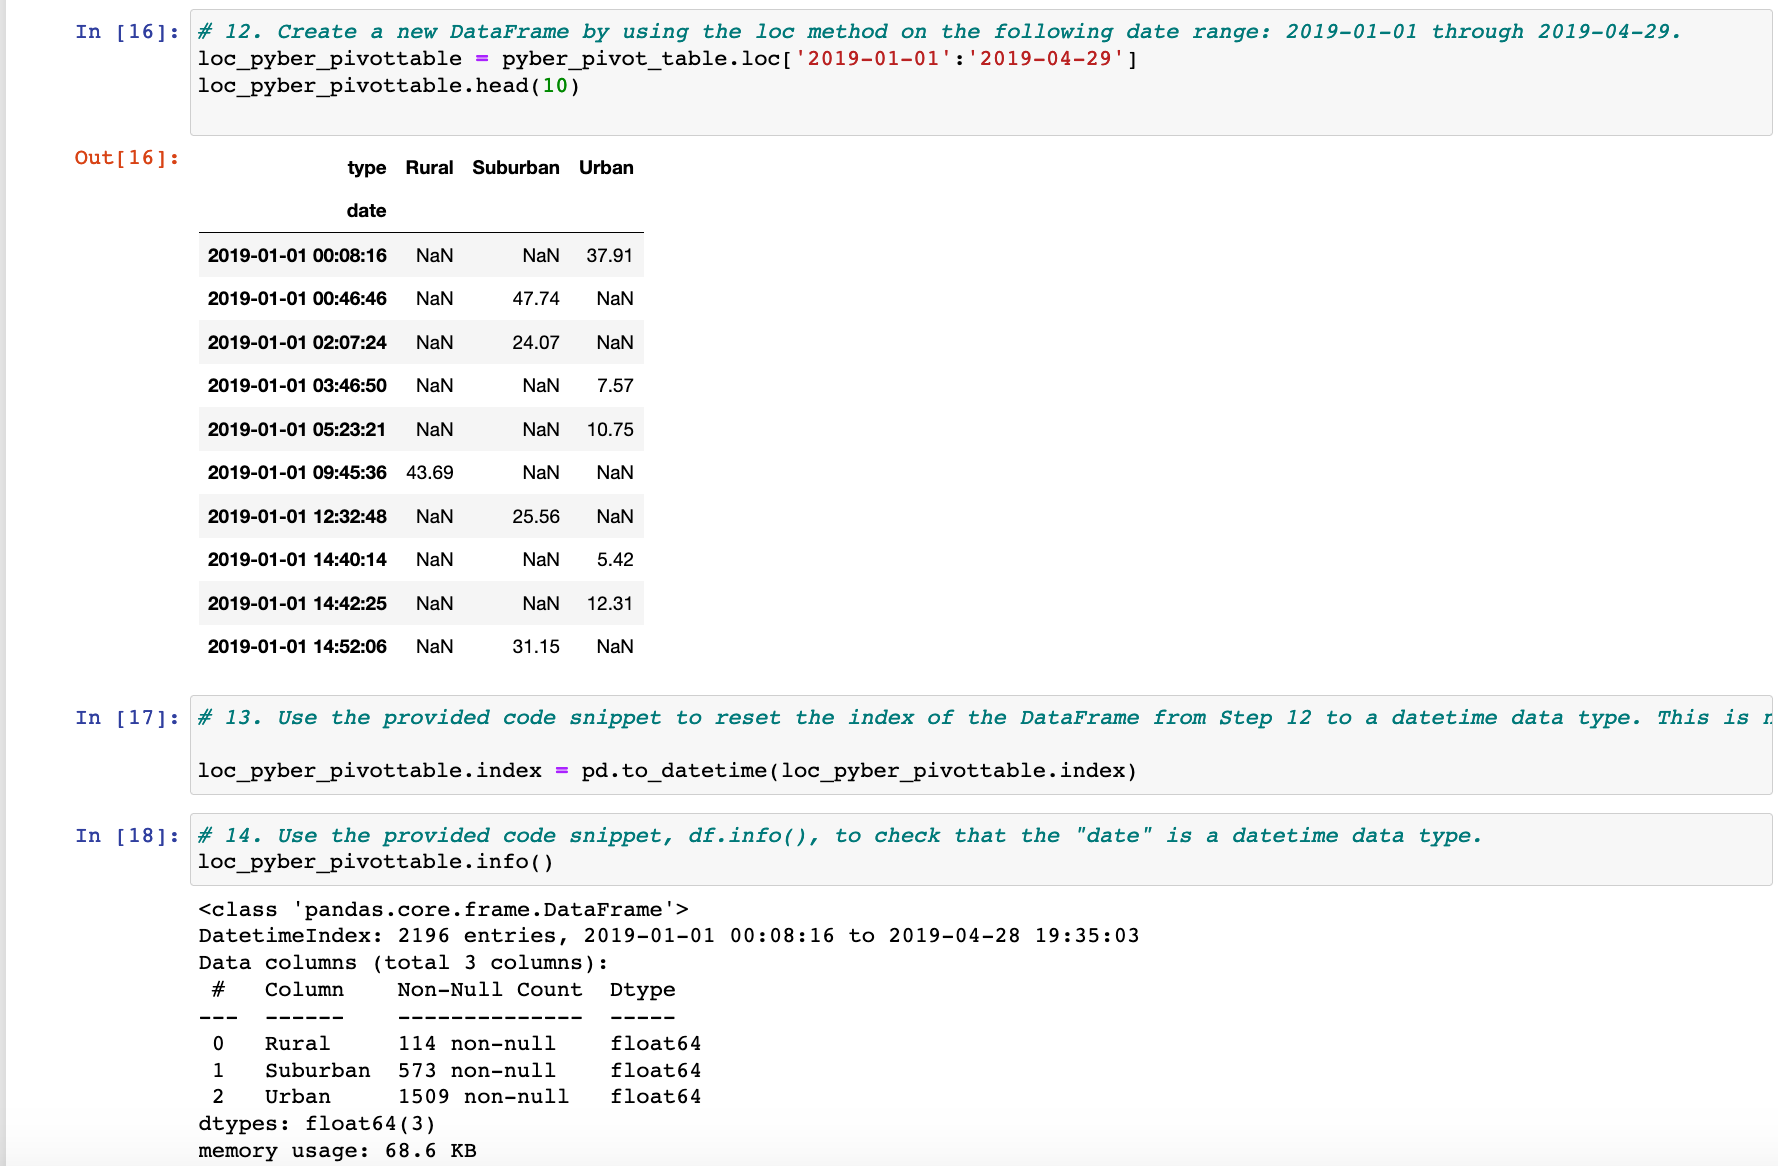 In [16]: # 12. Create a new DataFrame by using the loc method on the following date range: 2019-01-01 through 2019-04-29.
loc_pyber_pivottable = pyber_pivot_table.loc['2019-01-01':'2019-04-29']
loc_pyber_pivottable.head(10)
Out[16]:
type Rural Suburban Urban
date
2019-01-01 00:08:16 NaN NaN 37.91
2019-01-01 00:46:46 NaN 47.74 NaN
2019-01-01 02:07:24 NaN 24.07 NaN
2019-01-01 03:46:50 NaN NaN 7.57
2019-01-01 05:23:21 NaN NaN 10.75
2019-01-01 09:45:36 43.69 NaN NaN
2019-01-01 12:32:48 NaN 25.56 NaN
2019-01-01 14:40:14 NaN NaN 5.42
2019-01-01 14:42:25 NaN NaN 12.31
2019-01-01 14:52:06 NaN 31.15 NaN
In [17]: # 13. Use the provided code snippet to reset the index of the DataFrame from Step 12 to a datetime data type. This is
loc_pyber_pivottable.index = pd.to_datetime(loc_pyber_pivottable.index)
In [18]: # 14. Use the provided code snippet, df.info(), to check that the "date" is a datetime data type.
loc_pyber_pivottable.info()
<class 'pandas.core.frame.DataFrame'>
DatetimeIndex: 2196 entries, 2019-01-01 00:08:16 to 2019-04-28 19:35:03
Data columns (total 3 columns):
# Column Non-Null Count Dtype
--- ------ -------------- -----
0 Rural 114 non-null float64
1 Suburban 573 non-null float64
2 Urban 1509 non-null float64
dtypes: float64(3)
memory usage: 68.6 KB